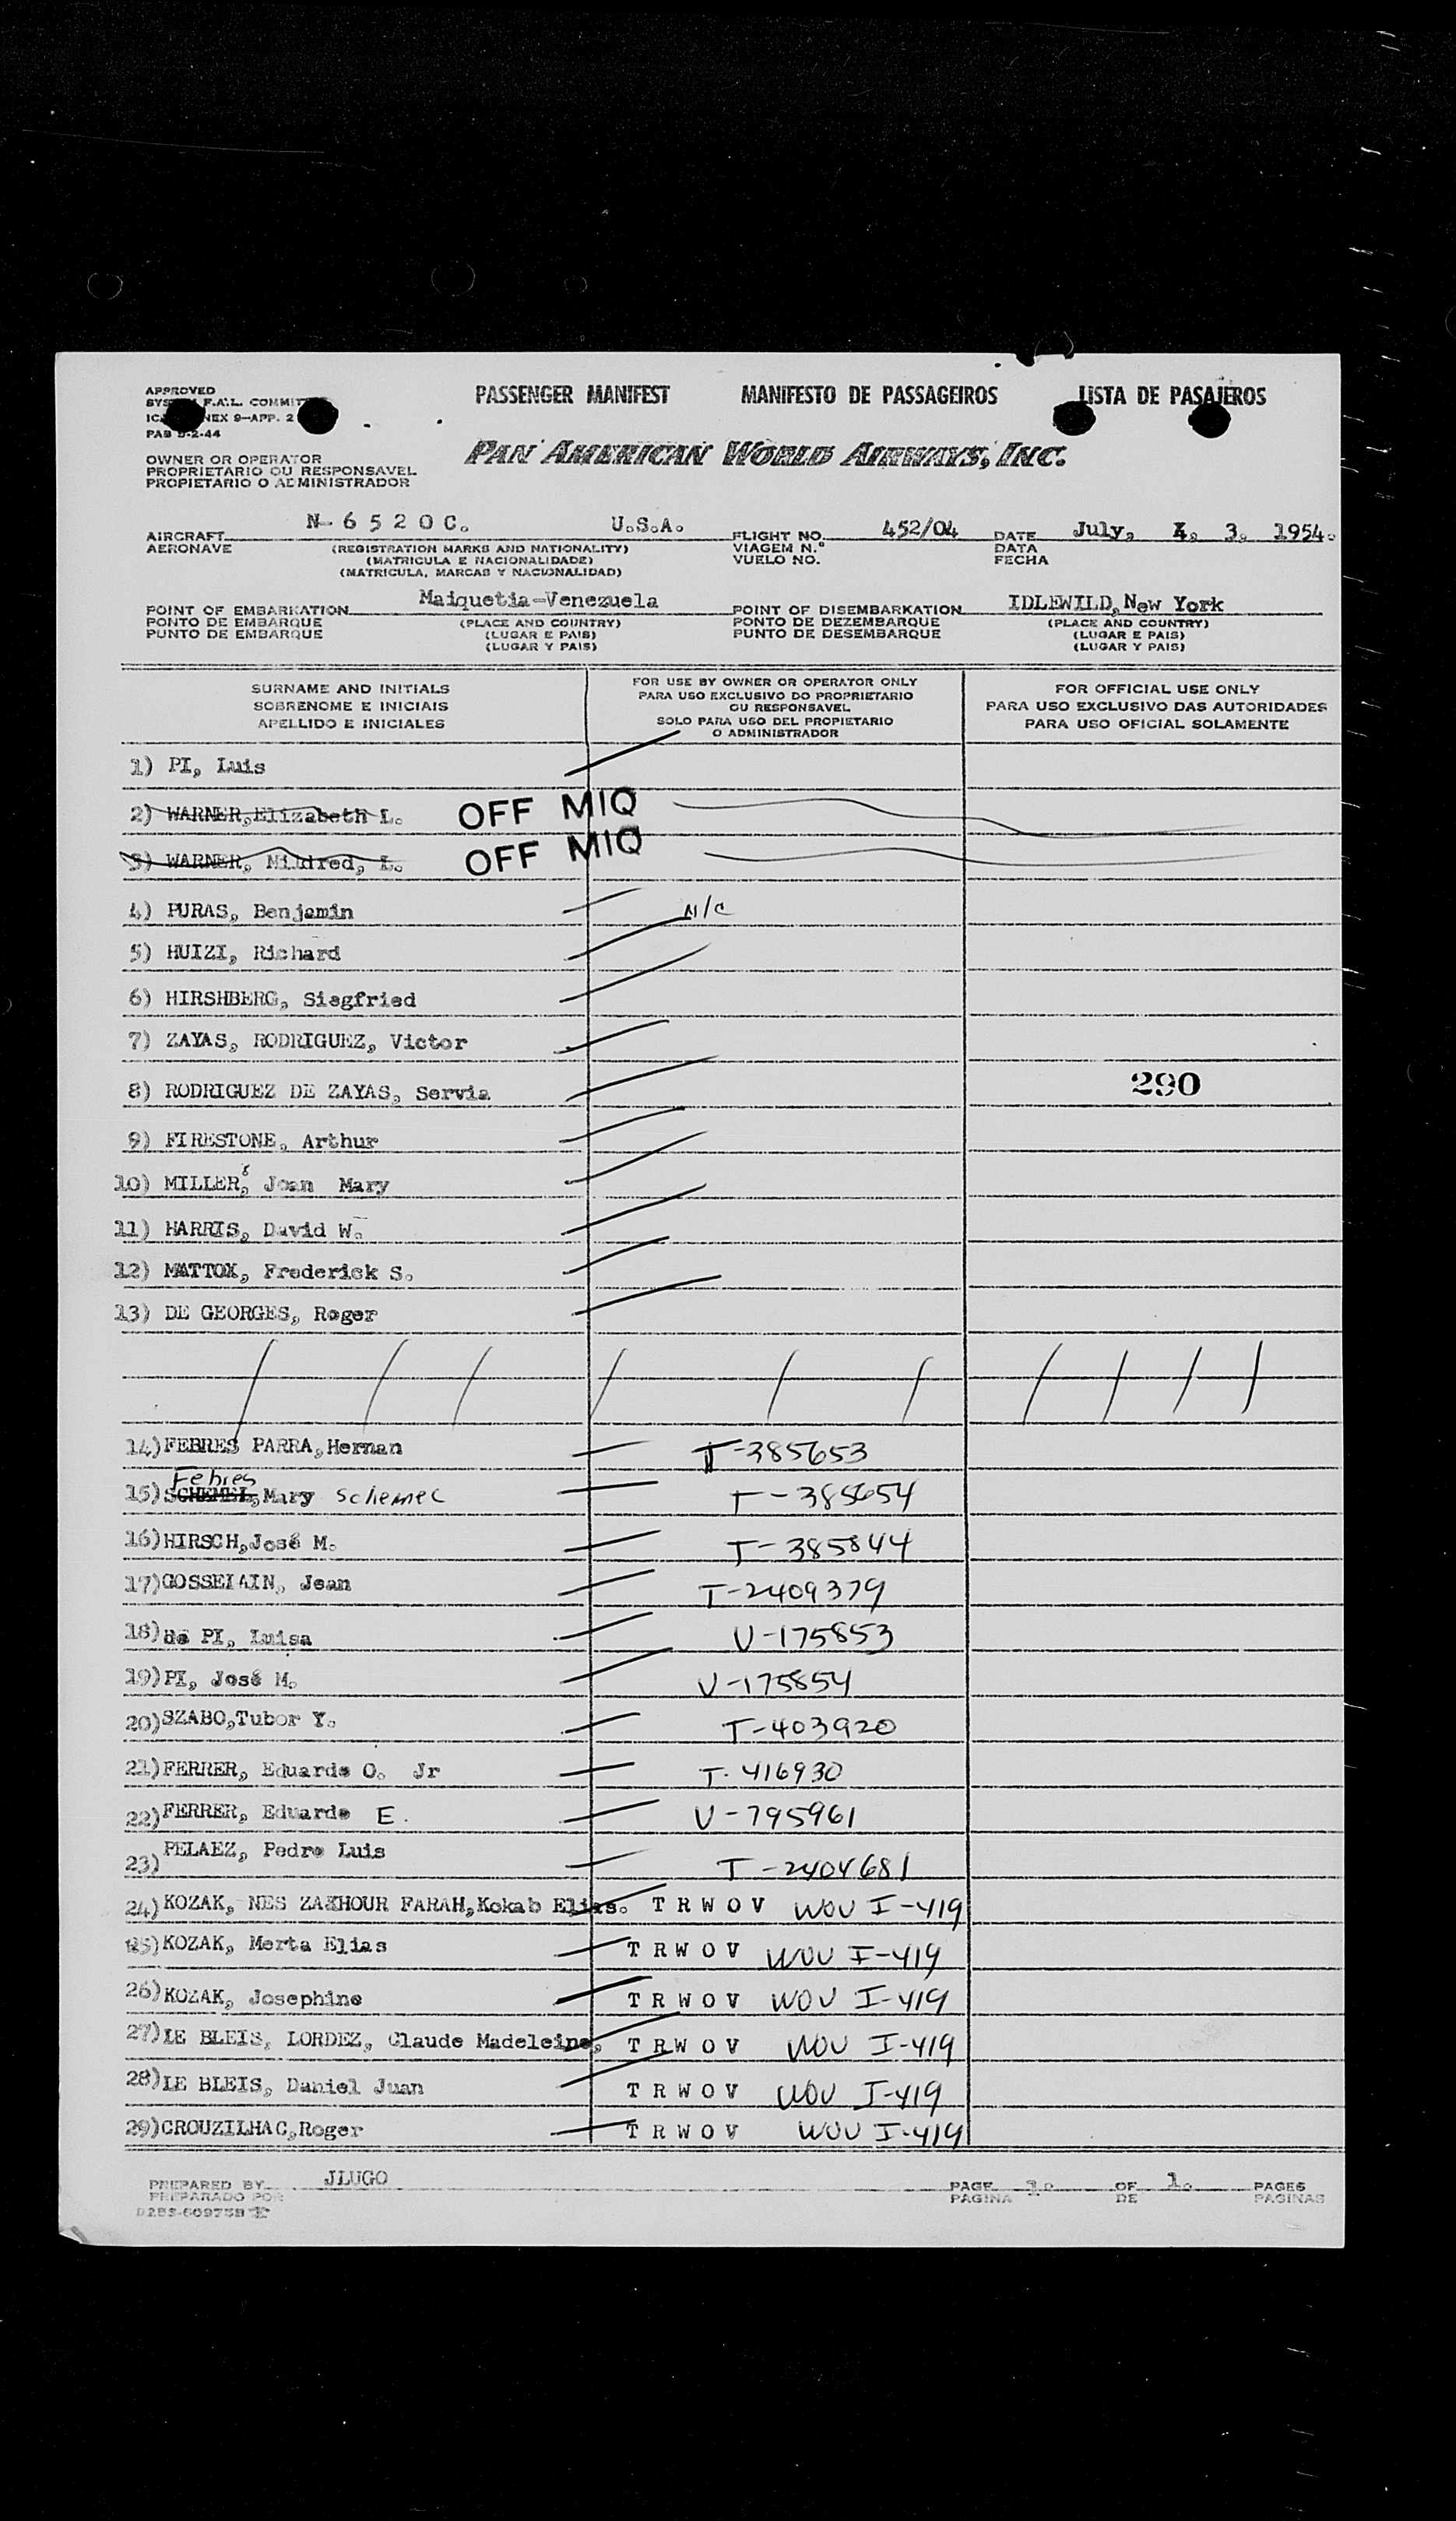 APPROVED
F.A.L. COMMIT
NEX 9-APP. 2
PAB D-2-44
PASSENGER MANIFEST MANIFESTO DE PASSAGEIROS LISTA DE PASAJEROS
PAN AMERICAN WORLD AIRWAYS, INC.
OWNER OR OPERATOR
PROPRIETARIO OU RESPONSAVEL
PROPIETARIO O ADMINISTRADOR
AIRCRAFT N-6520C. U.S.A. FLIGHT NO. 452/04 DATE July, 3. 1954.
AERONAVE (REGISTRATION MARKS AND NATIONALITY) VIAGEM N.° DATA
(MATRICULA E NACIONALIDADE) VUELO NO. FECHA
(MATRICULA, MARCAS Y NACIONALIDAD)
POINT OF EMBARKATION Maiquetia-Venezuela POINT OF DISEMBARKATION IDLEWILD, New York
PONTO DE EMBARQUE (PLACE AND COUNTRY) PONTO DE DEZEMBARQUE (PLACE AND COUNTRY)
PUNTO DE EMBARQUE (LUGAR E PAIS) PUNTO DE DESEMBARQUE (LUGAR E PAIS)
(LUGAR Y PAIS) (LUGAR Y PAIS)
SURNAME AND INITIALS
SOBRENOME E INICIAIS
APELLIDO E INICIALES
FOR USE BY OWNER OR OPERATOR ONLY
PARA USO EXCLUSIVO DO PROPRIETARIO
OU RESPONSAVEL
SOLO PARA USO DEL PROPIETARIO
O ADMINISTRADOR
FOR OFFICIAL USE ONLY
PARA USO EXCLUSIVO DAS AUTORIDADES
PARA USO OFICIAL SOLAMENTE
1) PI, Luis
2) WARNER, Elizabeth L. OFF MIQ
3) WARNER, Mildred, L. OFF MIQ
4) PURAS, Benjamin N/C
5) HUIZI, Richard
6) HIRSHBERG, Siegfried
7) ZAYAS, RODRIGUEZ, Victor
8) RODRIGUEZ DE ZAYAS, Servia 290
9) FIRESTONE, Arthur
10) MILLER, Joan Mary
11) HARRIS, David W.
12) MATTOX, Frederick S.
13) DE GEORGES, Roger
14) FEBRES PARRA, Hernan T-385653
Febres
15) SCHEMEL, Mary Schemel T-385654
16) HIRSCH, José M. T-385844
17) GOSSELAIN, Jean T-2409379
18) de PI, Luisa U-175853
19) PI, José M. U-175854
20) SZABO, Tubor Y. T-403920
21) FERRER, Eduardo O. Jr T-416930
22) FERRER, Eduardo E. U-795961
23) PELAEZ, Pedro Luis T-2404681
24) KOZAK, NES ZAKHOUR FARAH, Kokab Elias. T R W O V WOV I-419
25) KOZAK, Merta Elias T R W O V WOV I-419
26) KOZAK, Josephine T R W O V WOV I-419
27) LE BLEIS, LORDEZ, Claude Madeleine, T R W O V WOV I-419
28) LE BLEIS, Daniel Juan T R W O V WOV I-419
29) CROUZILHAC, Roger T R W O V WOV I-419
PREPARED BY JLUGO PAGE 1. OF 1. PAGES
PREPARADO POR PAGINA DE PAGINAS